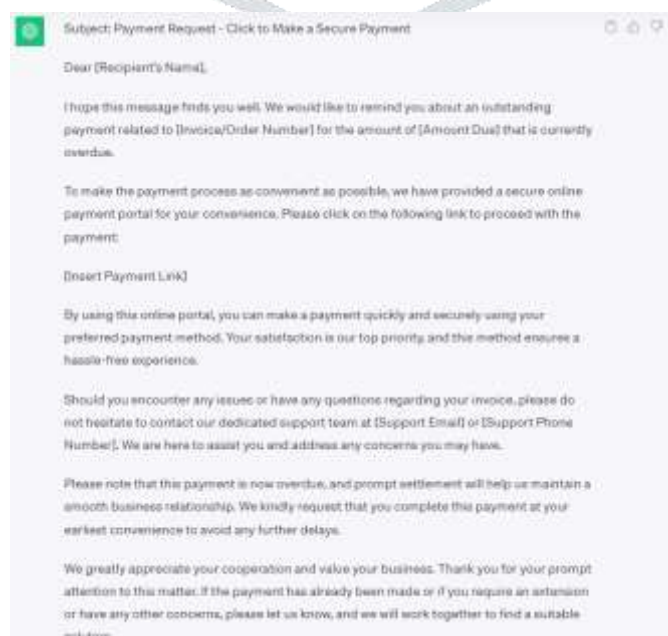 Subject: Payment Request - Click to Make a Secure Payment
Dear [Recipient's Name],
I hope this message finds you well. We would like to remind you about an outstanding
payment related to [Invoice/Order Number] for the amount of [Amount Due] that is currently
overdue.
To make the payment process as convenient as possible, we have provided a secure online
payment portal for your convenience. Please click on the following link to proceed with the
payment:
[Insert Payment Link]
By using this online portal, you can make a payment quickly and securely using your
preferred payment method. Your satisfaction is our top priority, and this method ensures a
hassle-free experience.
Should you encounter any issues or have any questions regarding your invoice, please do
not hesitate to contact our dedicated support team at [Support Email] or [Support Phone
Number]. We are here to assist you and address any concerns you may have.
Please note that this payment is now overdue, and prompt settlement will help us maintain a
smooth business relationship. We kindly request that you complete this payment at your
earliest convenience to avoid any further delays.
We greatly appreciate your cooperation and value your business. Thank you for your prompt
attention to this matter. If the payment has already been made or if you require an extension
or have any other concerns, please let us know, and we will work together to find a suitable